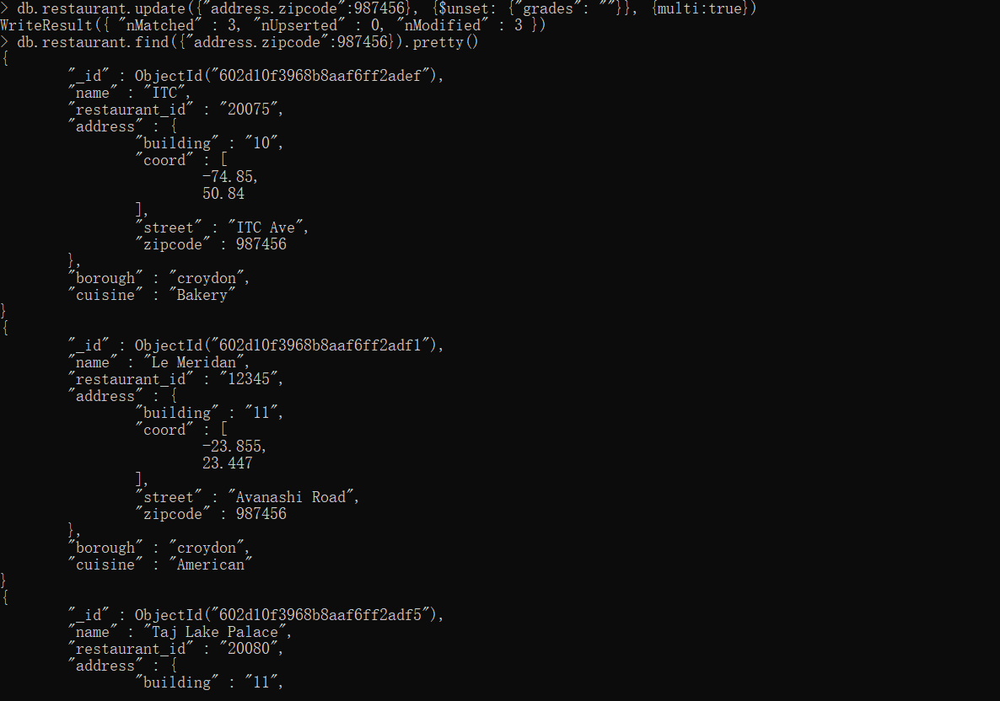 > db.restaurant.update({"address.zipcode":987456}, {$unset: {"grades": ""}}, {multi:true})
WriteResult({ "nMatched" : 3, "nUpserted" : 0, "nModified" : 3 })
> db.restaurant.find({"address.zipcode":987456}).pretty()
{
        "_id" : ObjectId("602d10f3968b8aaf6ff2adef"),
        "name" : "ITC",
        "restaurant_id" : "20075",
        "address" : {
                "building" : "10",
                "coord" : [
                        -74.85,
                        50.84
                ],
                "street" : "ITC Ave",
                "zipcode" : 987456
        },
        "borough" : "croydon",
        "cuisine" : "Bakery"
}
{
        "_id" : ObjectId("602d10f3968b8aaf6ff2adf1"),
        "name" : "Le Meridan",
        "restaurant_id" : "12345",
        "address" : {
                "building" : "11",
                "coord" : [
                        -23.855,
                        23.447
                ],
                "street" : "Avanashi Road",
                "zipcode" : 987456
        },
        "borough" : "croydon",
        "cuisine" : "American"
}
{
        "_id" : ObjectId("602d10f3968b8aaf6ff2adf5"),
        "name" : "Taj Lake Palace",
        "restaurant_id" : "20080",
        "address" : {
                "building" : "11",